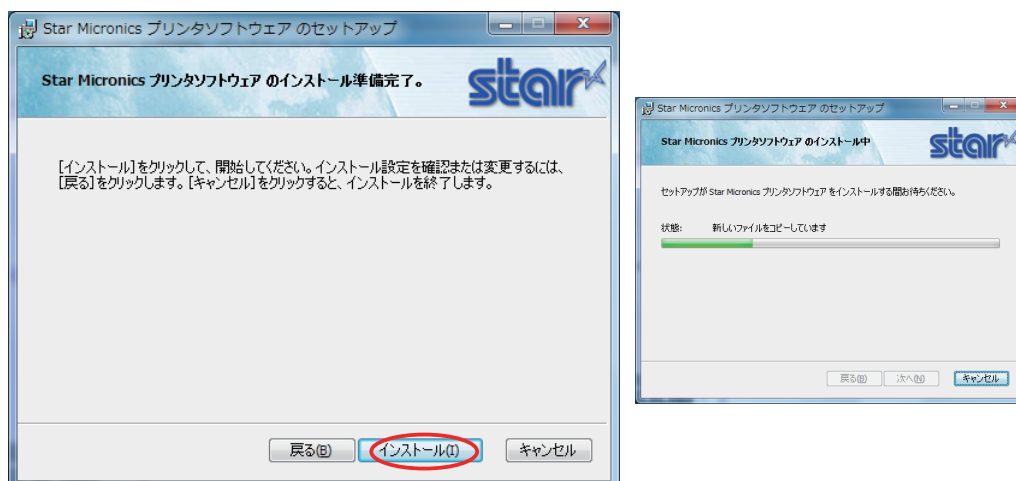 Star Micronics プリンタソフトウェア のセットアップ
Star Micronics プリンタソフトウェア のインストール準備完了。
star
[インストール]をクリックして、開始してください。インストール設定を確認または変更するには、
[戻る]をクリックします。[キャンセル]をクリックすると、インストールを終了します。
戻る(B)
インストール(I)
キャンセル
Star Micronics プリンタソフトウェア のセットアップ
Star Micronics プリンタソフトウェア のインストール中
star
セットアップが Star Micronics プリンタソフトウェア をインストールする間お待ちください。
状態: 新しいファイルをコピーしています
戻る(B)
次へ(N)
キャンセル